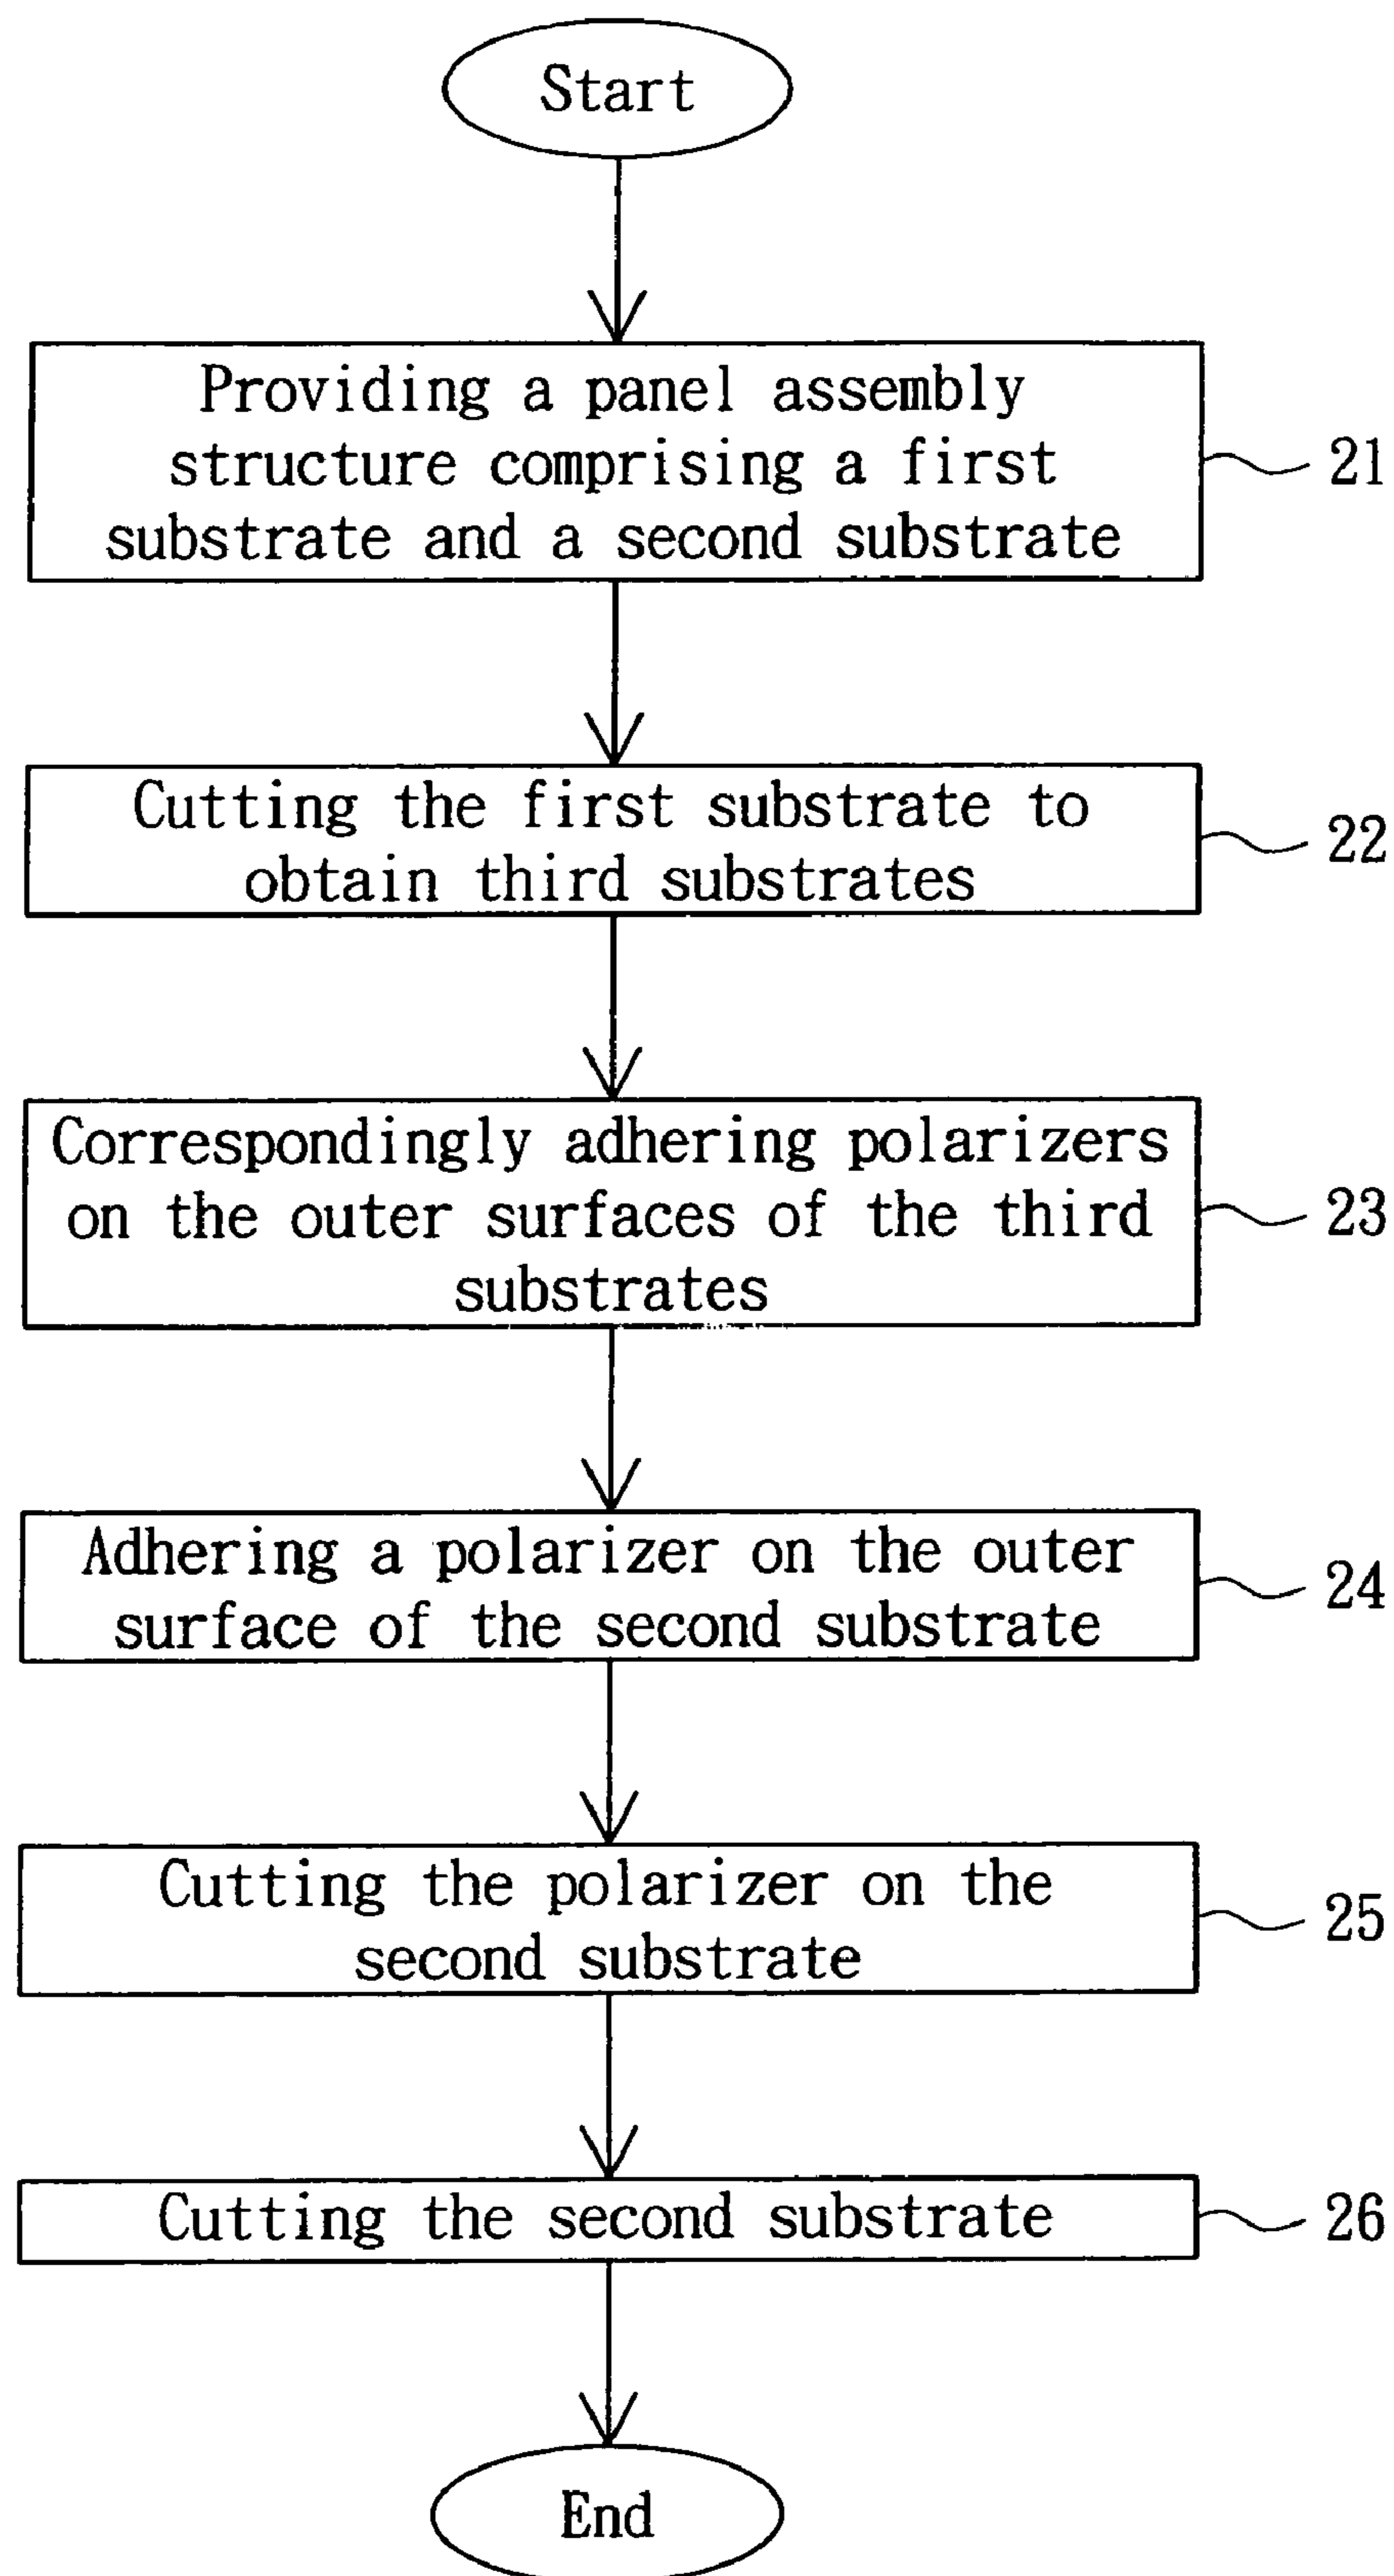 Start
Providing a panel assembly
structure comprising a first
substrate and a second substrate
21
Cutting the first substrate to
obtain third substrates
22
Correspondingly adhering polarizers
on the outer surfaces of the third
substrates
23
Adhering a polarizer on the outer
surface of the second substrate
24
Cutting the polarizer on the
second substrate
25
Cutting the second substrate
26
End